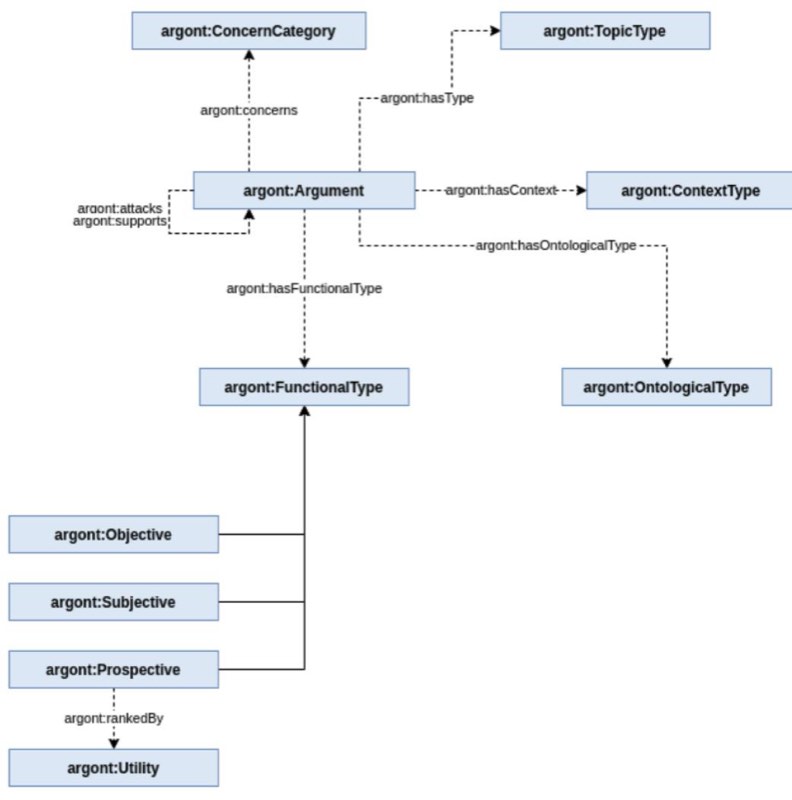 argont:ConcernCategory
argont:TopicType
argont:hasType
argont:concerns
argont:Argument
argont:hasContext
argont:ContextType
argont:attacks
argont:supports
argont:hasOntologicalType
argont:hasFunctionalType
argont:FunctionalType
argont:OntologicalType
argont:Objective
argont:Subjective
argont:Prospective
argont:rankedBy
argont:Utility